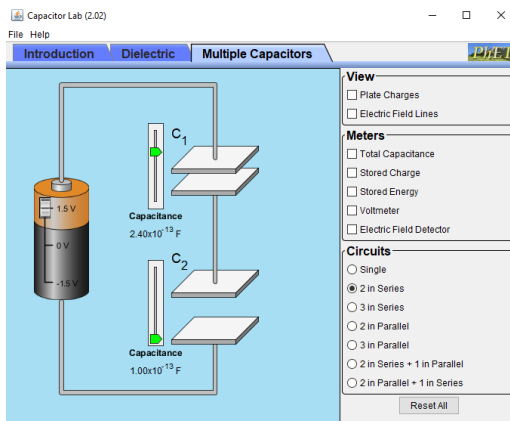 Capacitor Lab (2.02)
File Help
Introduction Dielectric Multiple Capacitors
PhET
C1
Capacitance
2.40x10^-13 F
C2
Capacitance
1.00x10^-13 F
1.5 V
0 V
-1.5 V
View
Plate Charges
Electric Field Lines
Meters
Total Capacitance
Stored Charge
Stored Energy
Voltmeter
Electric Field Detector
Circuits
Single
2 in Series
3 in Series
2 in Parallel
3 in Parallel
2 in Series + 1 in Parallel
2 in Parallel + 1 in Series
Reset All